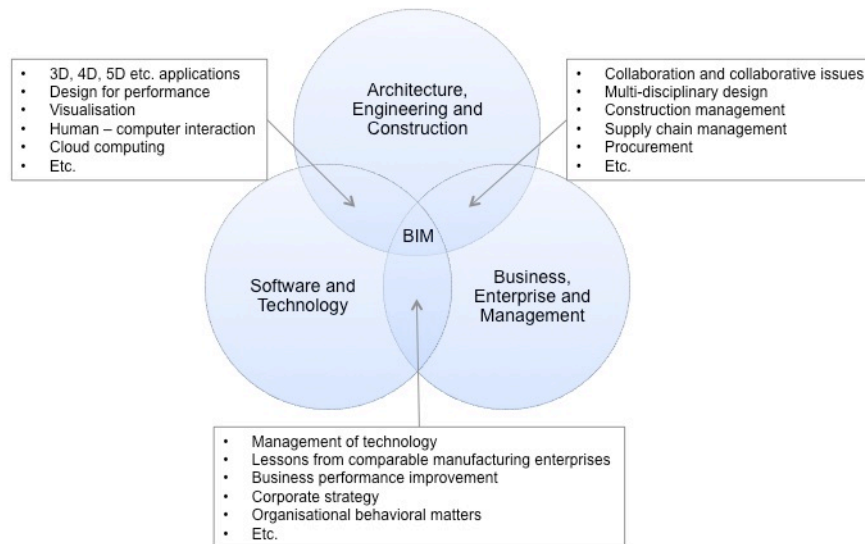 • 3D, 4D, 5D etc. applications
• Design for performance
• Visualisation
• Human – computer interaction
• Cloud computing
• Etc.
Architecture,
Engineering and
Construction
• Collaboration and collaborative issues
• Multi-disciplinary design
• Construction management
• Supply chain management
• Procurement
• Etc.
BIM
Software and
Technology
Business,
Enterprise and
Management
• Management of technology
• Lessons from comparable manufacturing enterprises
• Business performance improvement
• Corporate strategy
• Organisational behavioral matters
• Etc.